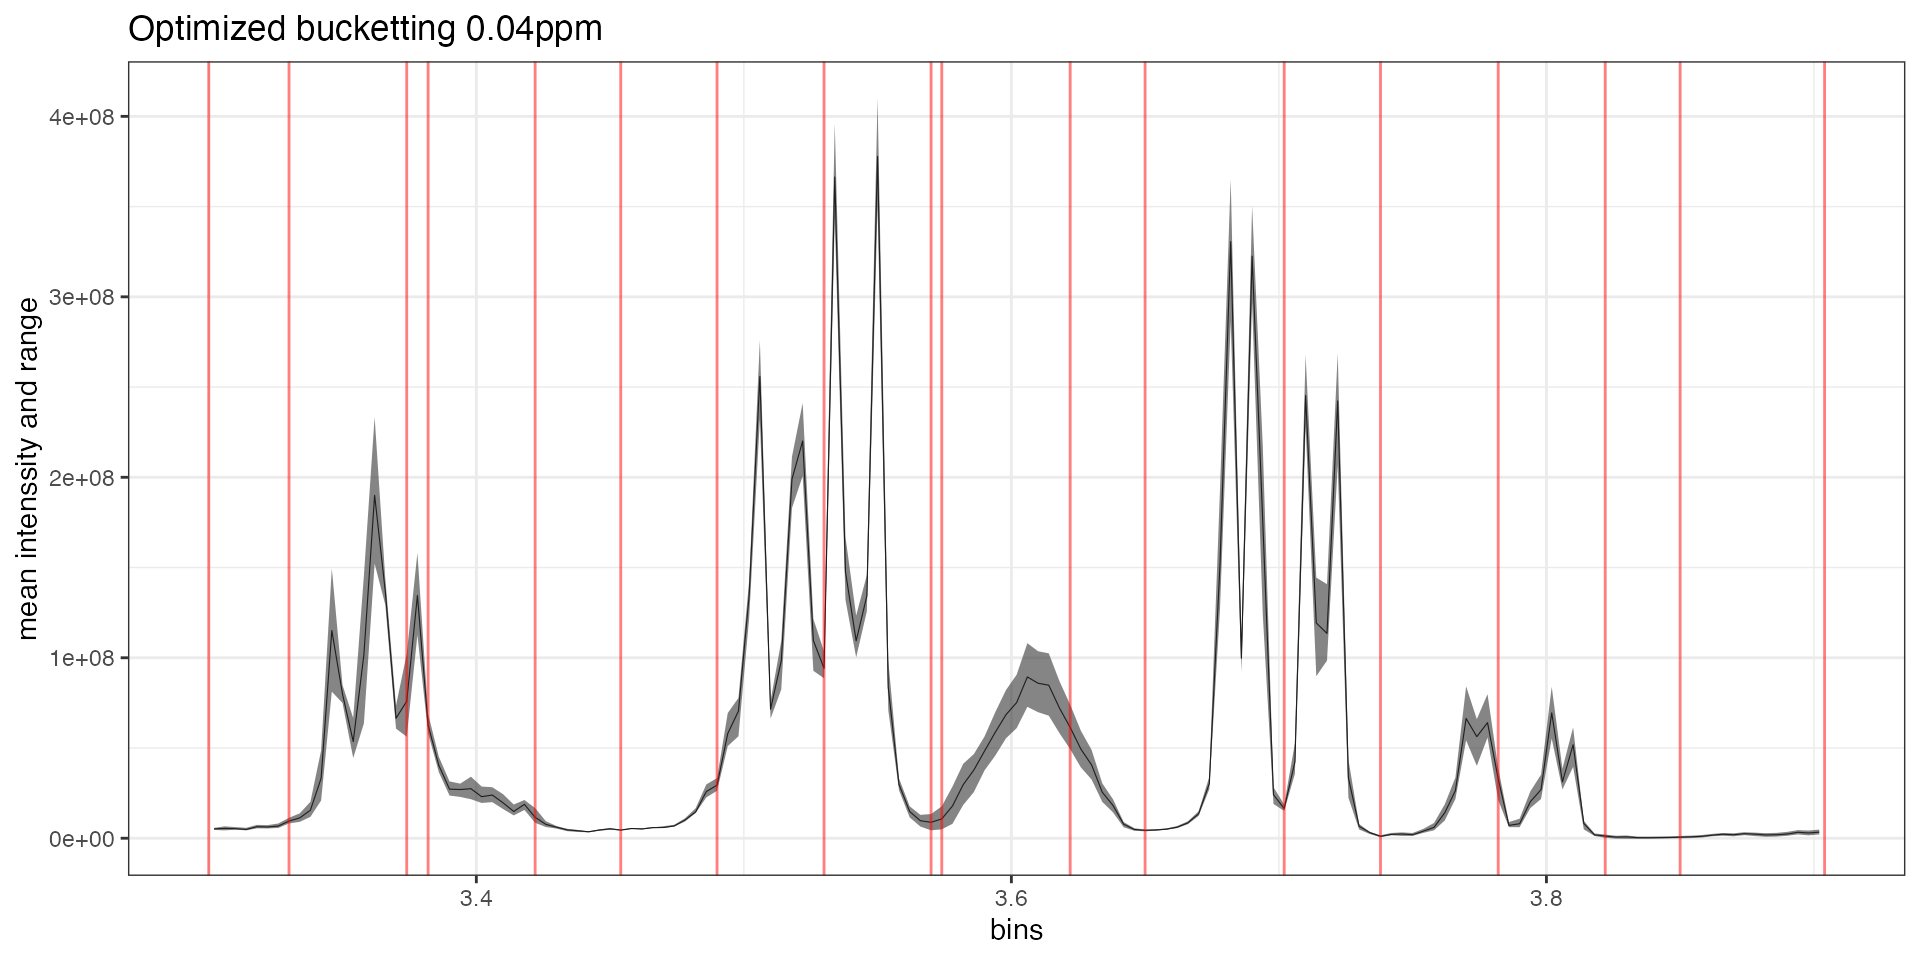 Optimized bucketting 0.04ppm
mean intenssity and range
4e+08
3e+08
2e+08
1e+08
0e+00
3.4
3.6
3.8
bins